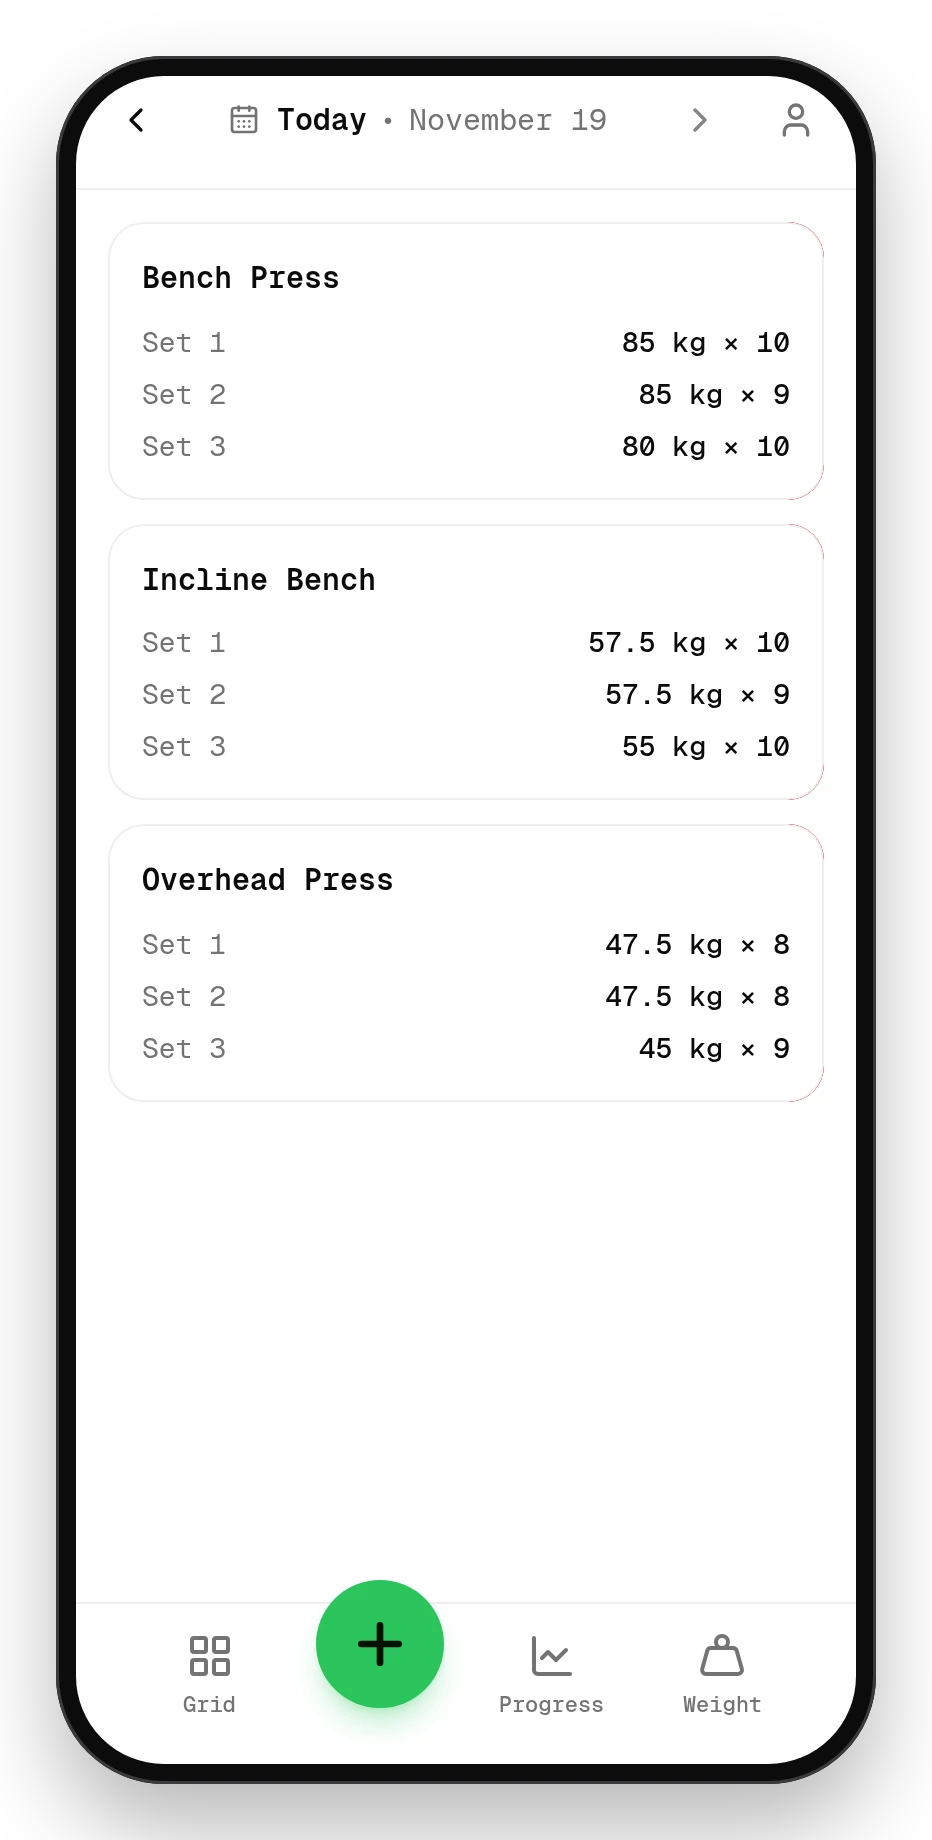 Today • November 19
Bench Press
Set 1 85 kg × 10
Set 2 85 kg × 9
Set 3 80 kg × 10
Incline Bench
Set 1 57.5 kg × 10
Set 2 57.5 kg × 9
Set 3 55 kg × 10
Overhead Press
Set 1 47.5 kg × 8
Set 2 47.5 kg × 8
Set 3 45 kg × 9
Grid Progress Weight